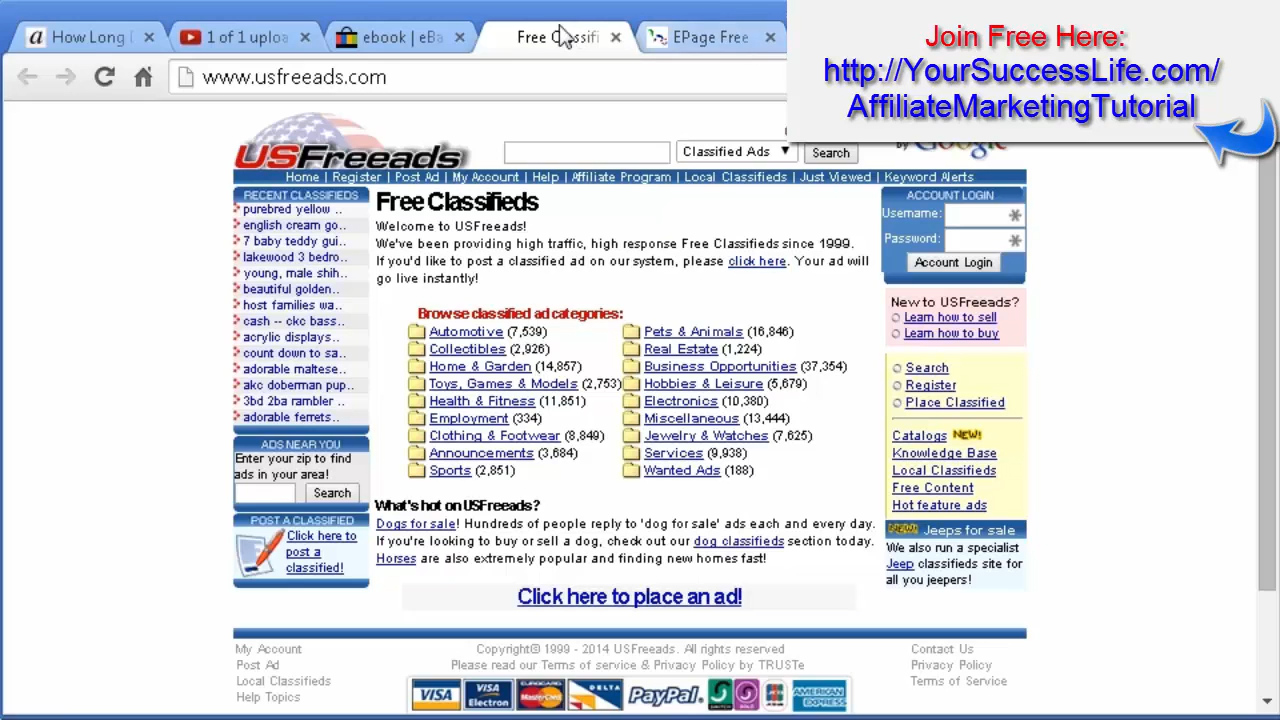 How Long
1 of 1 uploa
ebook | eBa
Free Classifi
EPage Free
www.usfreeads.com
Join Free Here:
http://YourSuccessLife.com/
AffiliateMarketingTutorial
USFreeads
Classified Ads
Search
by Google
Home | Register | Post Ad | My Account | Help | Affiliate Program | Local Classifieds | Just Viewed | Keyword Alerts
RECENT CLASSIFIEDS
purebred yellow ..
english cream go..
7 baby teddy gui..
lakewood 3 bedro..
young, male shih..
beautiful golden..
host families wa..
cash -- ckc bass..
acrylic displays..
count down to sa..
adorable maltese..
akc doberman pup..
3bd 2ba rambler ..
adorable ferrets..
ADS NEAR YOU
Enter your zip to find
ads in your area!
Search
POST A CLASSIFIED
Click here to
post a
classified!
Free Classifieds
Welcome to USFreeads!
We've been providing high traffic, high response Free Classifieds since 1999.
If you'd like to post a classified ad on our system, please click here. Your ad will
go live instantly!
Browse classified ad categories:
Automotive (7,539)
Collectibles (2,926)
Home & Garden (14,857)
Toys, Games & Models (2,753)
Health & Fitness (11,851)
Employment (334)
Clothing & Footwear (8,849)
Announcements (3,684)
Sports (2,851)
Pets & Animals (16,846)
Real Estate (1,224)
Business Opportunities (37,354)
Hobbies & Leisure (5,679)
Electronics (10,380)
Miscellaneous (13,444)
Jewelry & Watches (7,625)
Services (9,938)
Wanted Ads (188)
What's hot on USFreeads?
Dogs for sale! Hundreds of people reply to 'dog for sale' ads each and every day.
If you're looking to buy or sell a dog, check out our dog classifieds section today.
Horses are also extremely popular and finding new homes fast!
Click here to place an ad!
ACCOUNT LOGIN
Username:
Password:
Account Login
New to USFreeads?
Learn how to sell
Learn how to buy
Search
Register
Place Classified
Catalogs NEW!
Knowledge Base
Local Classifieds
Free Content
Hot feature ads
NEW! Jeeps for sale
We also run a specialist
Jeep classifieds site for
all you jeepers!
My Account
Post Ad
Local Classifieds
Help Topics
Copyright© 1999 - 2014 USFreeads. All rights reserved
Please read our Terms of service & Privacy Policy by TRUSTe
VISA
VISA Electron
EUROCARD MasterCard
DELTA
PayPal
SWITCH
SOLO
JCB
AMERICAN EXPRESS
Contact Us
Privacy Policy
Terms of Service